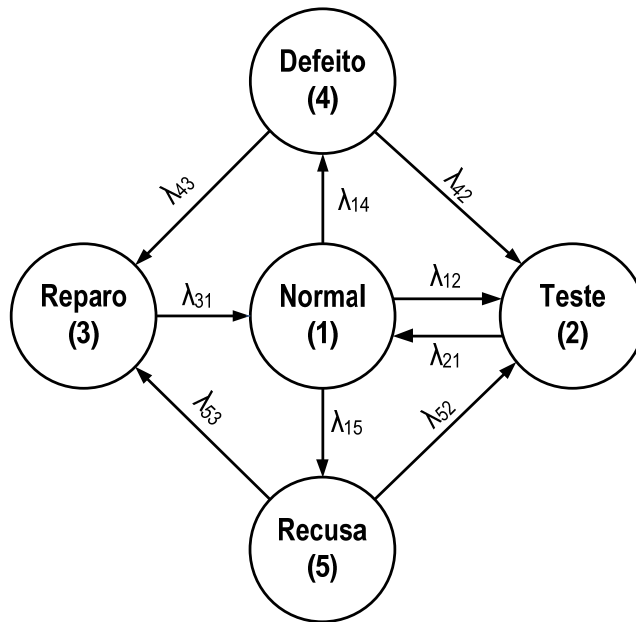 Defeito
(4)
λ43
λ42
λ14
Reparo
(3)
λ31
Normal
(1)
λ12
λ21
Teste
(2)
λ53
λ15
λ52
Recusa
(5)